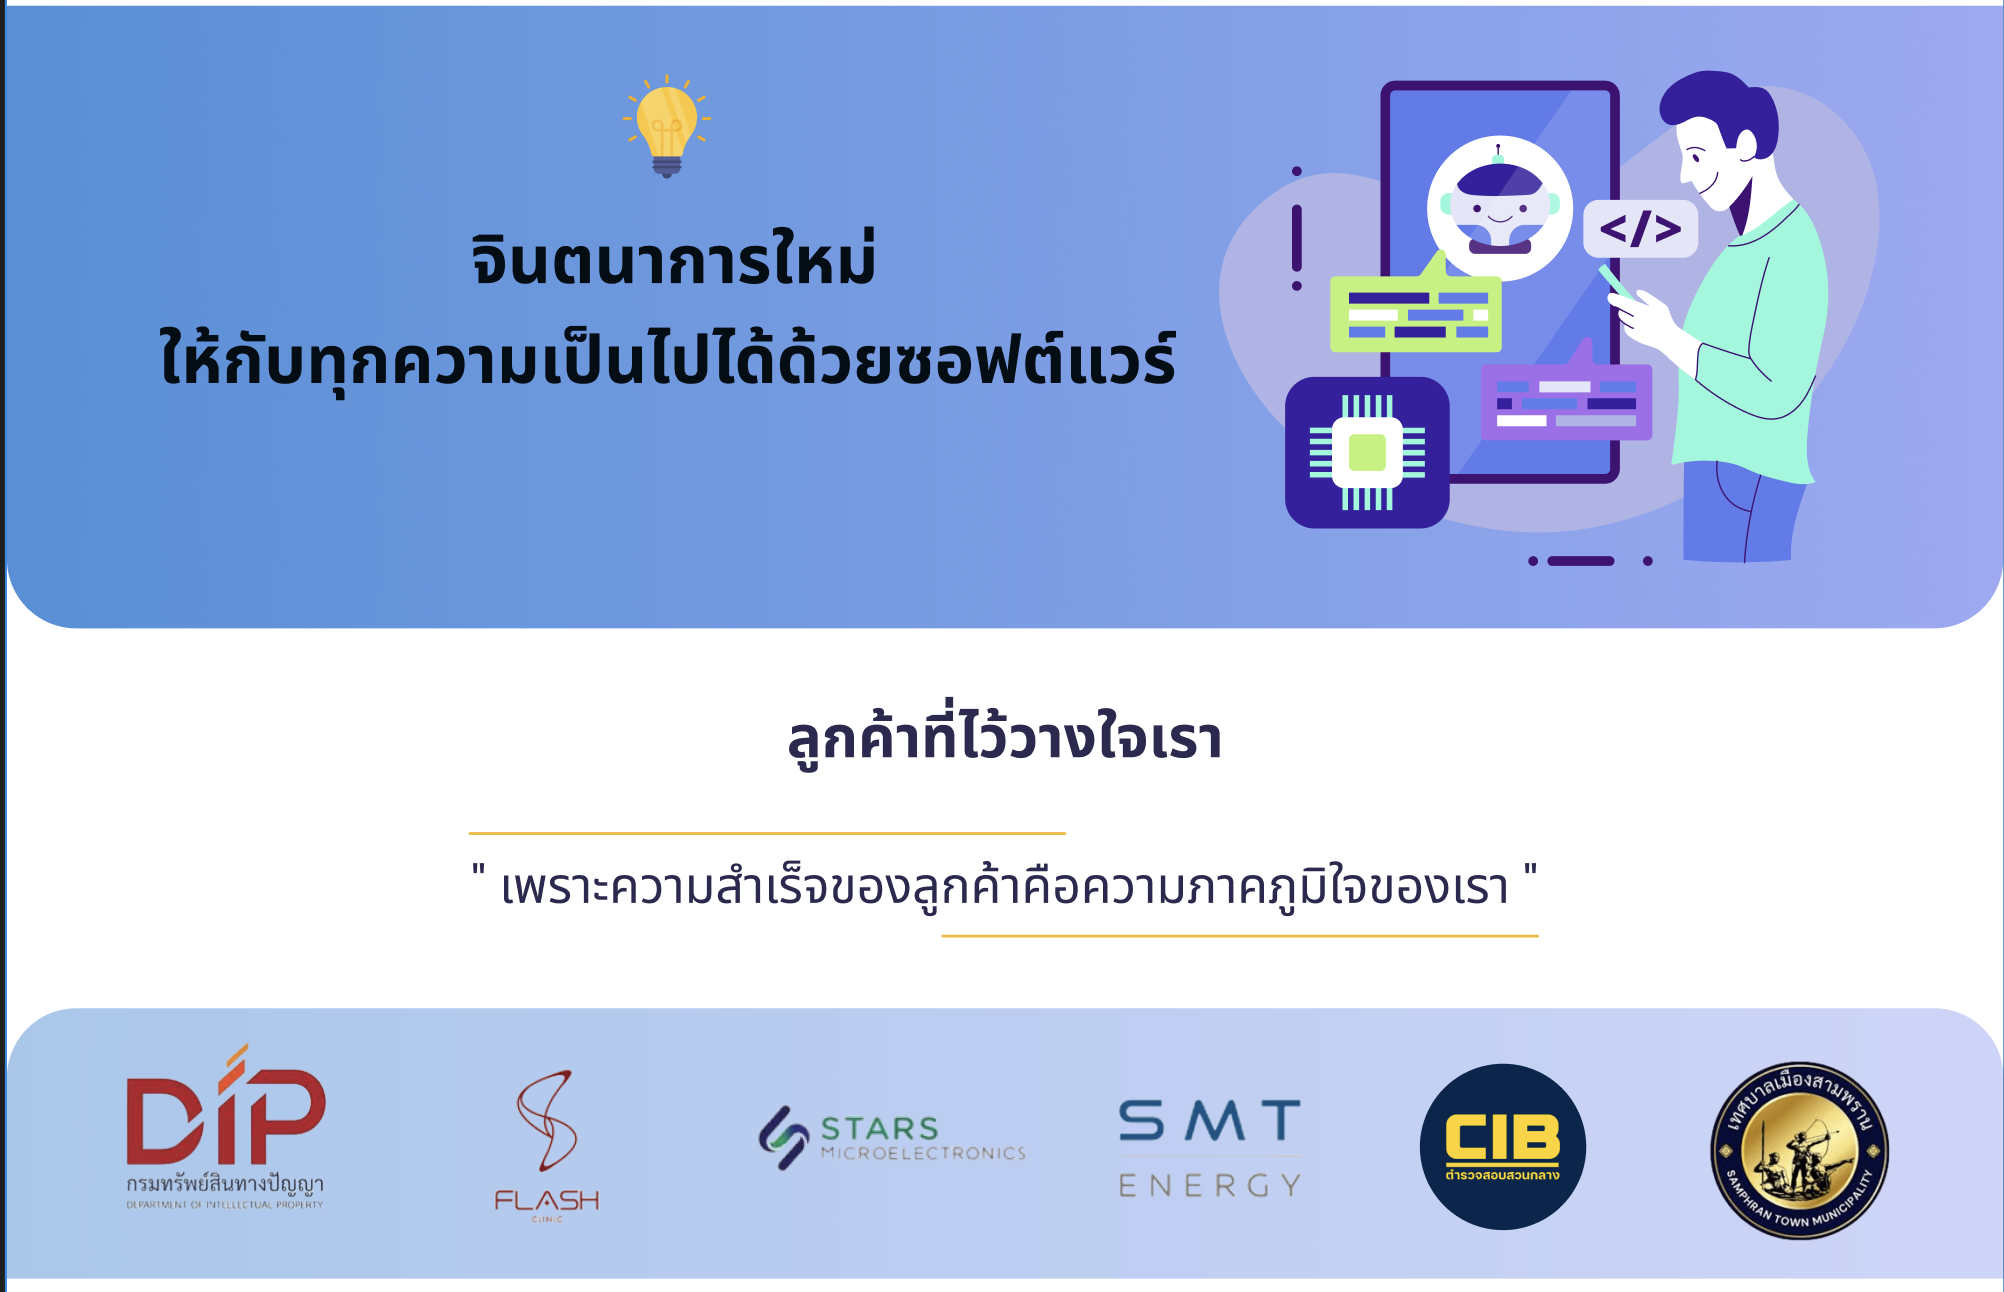 จินตนาการใหม่
ให้กับทุกความเป็นไปได้ด้วยซอฟต์แวร์
</>
ลูกค้าที่ไว้วางใจเรา
" เพราะความสำเร็จของลูกค้าคือความภาคภูมิใจของเรา "
DIP
กรมทรัพย์สินทางปัญญา
DEPARTMENT OF INTELLECTUAL PROPERTY
FLASH
CLINIC
STARS
MICROELECTRONICS
SMT
ENERGY
CIB
ตำรวจสอบสวนกลาง
เทศบาลเมืองสามพราน
SAMPHRAN TOWN MUNICIPALITY